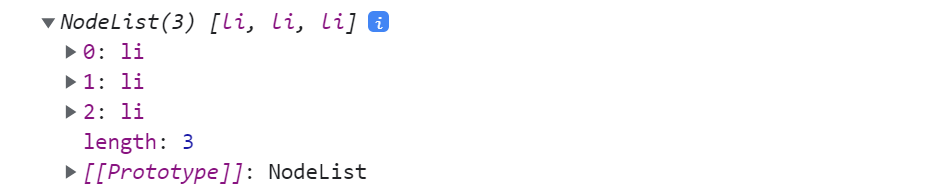 NodeList(3) [li, li, li] i
0: li
1: li
2: li
length: 3
[[Prototype]]: NodeList